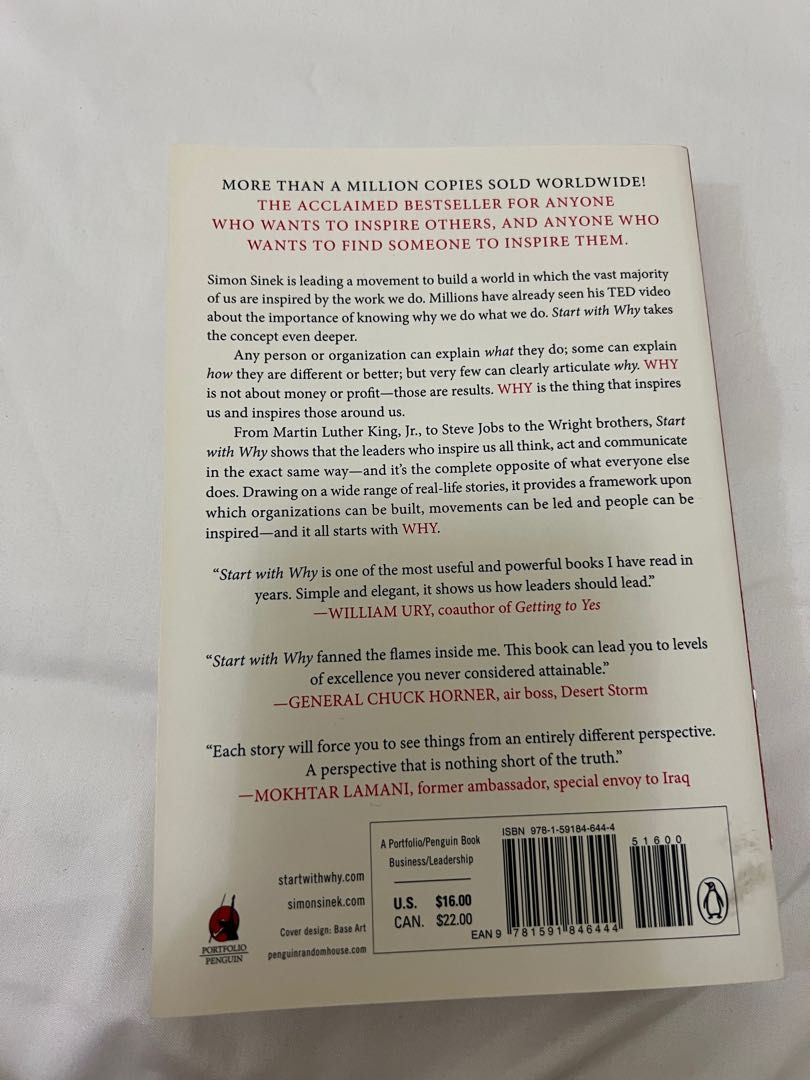 MORE THAN A MILLION COPIES SOLD WORLDWIDE!
THE ACCLAIMED BESTSELLER FOR ANYONE
WHO WANTS TO INSPIRE OTHERS, AND ANYONE WHO
WANTS TO FIND SOMEONE TO INSPIRE THEM.
Simon Sinek is leading a movement to build a world in which the vast majority
of us are inspired by the work we do. Millions have already seen his TED video
about the importance of knowing why we do what we do. Start with Why takes
the concept even deeper.
Any person or organization can explain what they do; some can explain
how they are different or better; but very few can clearly articulate why. WHY
is not about money or profit—those are results. WHY is the thing that inspires
us and inspires those around us.
From Martin Luther King, Jr., to Steve Jobs to the Wright brothers, Start
with Why shows that the leaders who inspire us all think, act and communicate
in the exact same way—and it's the complete opposite of what everyone else
does. Drawing on a wide range of real-life stories, it provides a framework upon
which organizations can be built, movements can be led and people can be
inspired—and it all starts with WHY.
“Start with Why is one of the most useful and powerful books I have read in
years. Simple and elegant, it shows us how leaders should lead.”
—WILLIAM URY, coauthor of Getting to Yes
“Start with Why fanned the flames inside me. This book can lead you to levels
of excellence you never considered attainable.”
—GENERAL CHUCK HORNER, air boss, Desert Storm
“Each story will force you to see things from an entirely different perspective.
A perspective that is nothing short of the truth.”
—MOKHTAR LAMANI, former ambassador, special envoy to Iraq
startwithwhy.com
simonsinek.com
Cover design: Base Art
penguinrandomhouse.com
PORTFOLIO
PENGUIN
A Portfolio/Penguin Book
Business/Leadership
U.S. $16.00
CAN. $22.00
ISBN 978-1-59184-644-4
51600
EAN 9 781591 846444